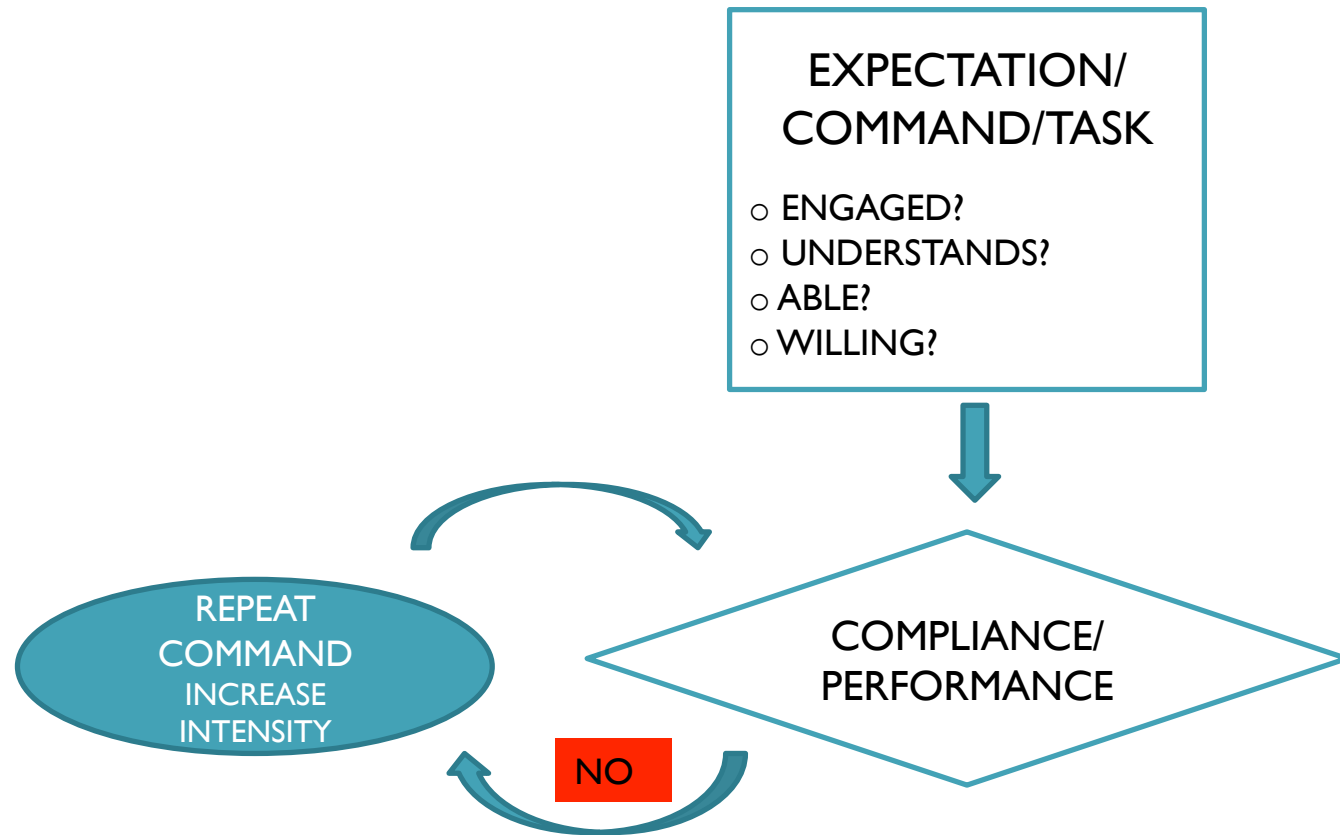 EXPECTATION/
COMMAND/TASK
o ENGAGED?
o UNDERSTANDS?
o ABLE?
o WILLING?
REPEAT
COMMAND
INCREASE
INTENSITY
COMPLIANCE/
PERFORMANCE
NO